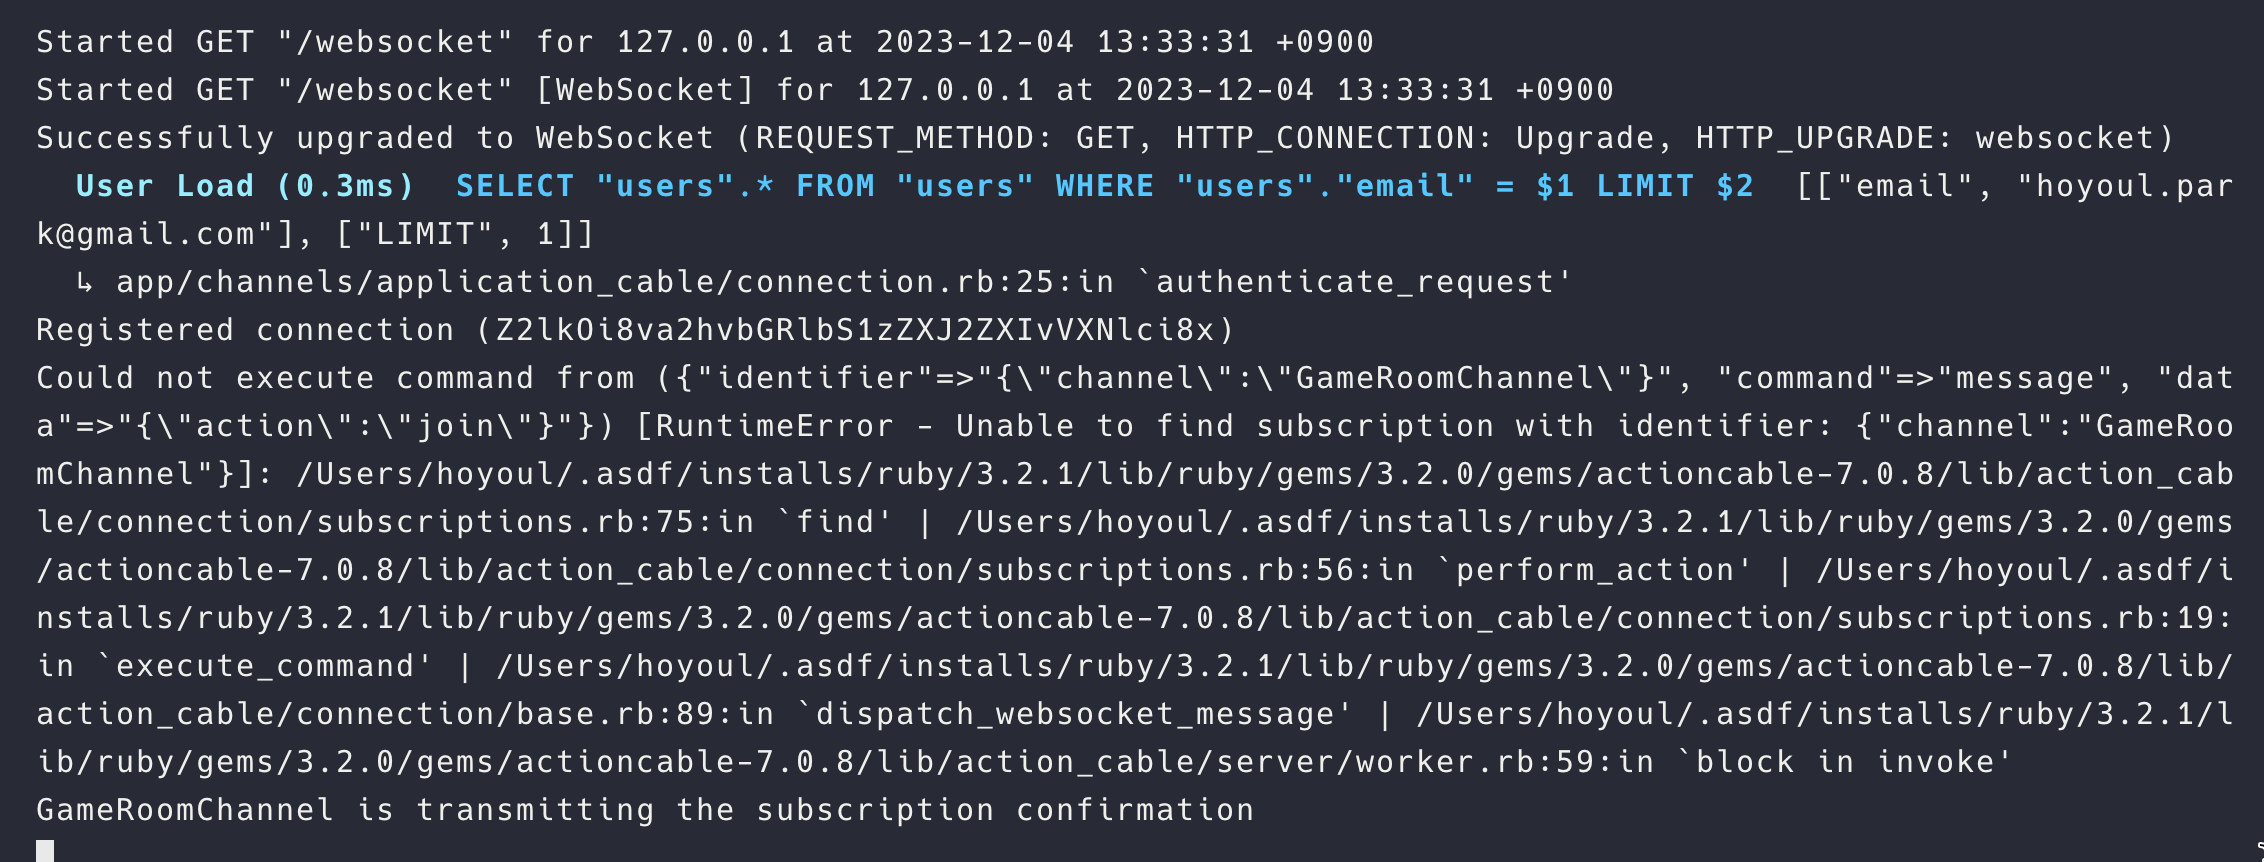 Started GET "/websocket" for 127.0.0.1 at 2023-12-04 13:33:31 +0900
Started GET "/websocket" [WebSocket] for 127.0.0.1 at 2023-12-04 13:33:31 +0900
Successfully upgraded to WebSocket (REQUEST_METHOD: GET, HTTP_CONNECTION: Upgrade, HTTP_UPGRADE: websocket)
  User Load (0.3ms)  SELECT "users".* FROM "users" WHERE "users"."email" = $1 LIMIT $2  [["email", "hoyoul.par
k@gmail.com"], ["LIMIT", 1]]
  ↳ app/channels/application_cable/connection.rb:25:in `authenticate_request'
Registered connection (Z2lkOi8va2hvbGRlbS1zZXJ2ZXIvVXNlci8x)
Could not execute command from ({"identifier"=>"{\"channel\":\"GameRoomChannel\"}", "command"=>"message", "dat
a"=>"{\"action\":\"join\"}"}) [RuntimeError - Unable to find subscription with identifier: {"channel":"GameRoo
mChannel"}]: /Users/hoyoul/.asdf/installs/ruby/3.2.1/lib/ruby/gems/3.2.0/gems/actioncable-7.0.8/lib/action_cab
le/connection/subscriptions.rb:75:in `find' | /Users/hoyoul/.asdf/installs/ruby/3.2.1/lib/ruby/gems/3.2.0/gems
/actioncable-7.0.8/lib/action_cable/connection/subscriptions.rb:56:in `perform_action' | /Users/hoyoul/.asdf/i
nstalls/ruby/3.2.1/lib/ruby/gems/3.2.0/gems/actioncable-7.0.8/lib/action_cable/connection/subscriptions.rb:19:
in `execute_command' | /Users/hoyoul/.asdf/installs/ruby/3.2.1/lib/ruby/gems/3.2.0/gems/actioncable-7.0.8/lib/
action_cable/connection/base.rb:89:in `dispatch_websocket_message' | /Users/hoyoul/.asdf/installs/ruby/3.2.1/l
ib/ruby/gems/3.2.0/gems/actioncable-7.0.8/lib/action_cable/server/worker.rb:59:in `block in invoke'
GameRoomChannel is transmitting the subscription confirmation